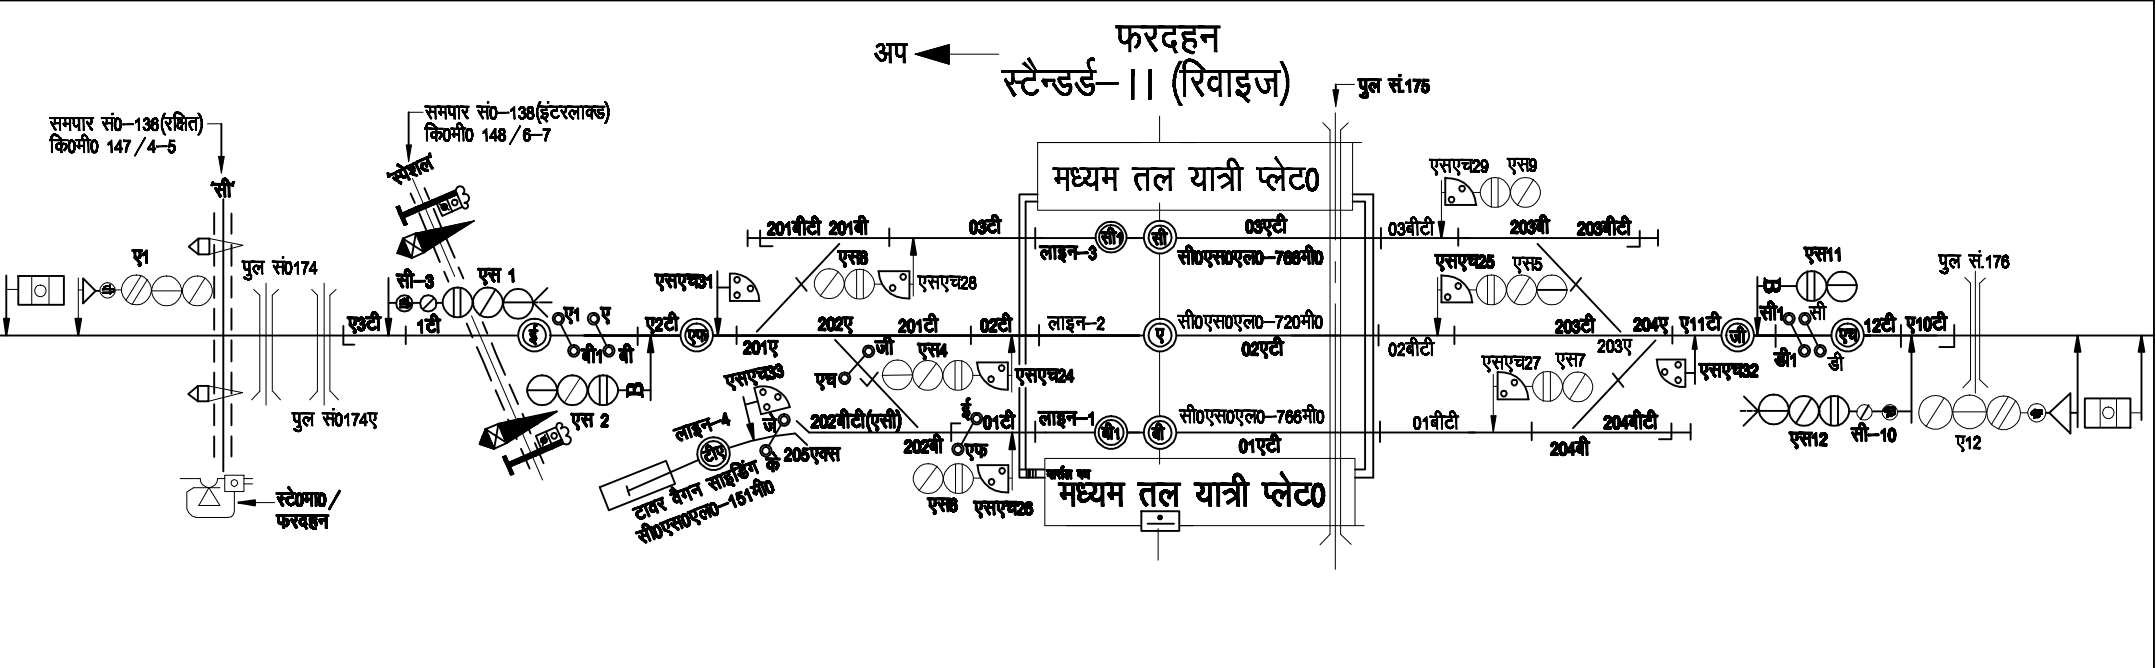 फरदहन
स्टैन्डर्ड-II (रिवाइज)
अप
पुल सं.175
समपार सं0-136(रक्षित)
कि0मी0 147/4-5
समपार सं0-138(इंटरलाक्ड)
कि0मी0 148/6-7
'सी'
'स्पेशल'
मध्यम तल यात्री प्लेट0
एसएच29 एस9
201बीटी 201बी 03टी 03एटी 03बीटी 203बी 203बीटी
सी1 सी
लाइन-3 सी0एस0एल0-766मी0
ए1 पुल सं0174 सी-3 एस 1 एसएच31 एस8 एसएच28 एसएच25 एस5 एस11 पुल सं.176
B
ए1 ए सी1 सी
ए3टी 1टी ई ए2टी एफ 202ए 201टी 02टी लाइन-2 ए सी0एस0एल0-720मी0 203टी 204ए ए11टी जी एच 12टी ए10टी
बी1 बी 201ए जी 02एटी 02बीटी 203ए डी1 डी
एच एस4 एसएच24 एसएच27 एस7 एसएच32
एसएच33
B
पुल सं0174ए एस 2 लाइन-4 जे 202बीटी(एसी) 01टी लाइन-1 सी0एस0एल0-766मी0 01बीटी 204बीटी एस12 सी-10 ए12
बी1 बी
टीए 205एक्स 202बी एफ 01एटी 204बी
टावर वैगन साइडिंग के
सी0एस0एल0-151मी0
एस6 एसएच26
मध्यम तल यात्री प्लेट0
स्टे0मा0/
फरदहन